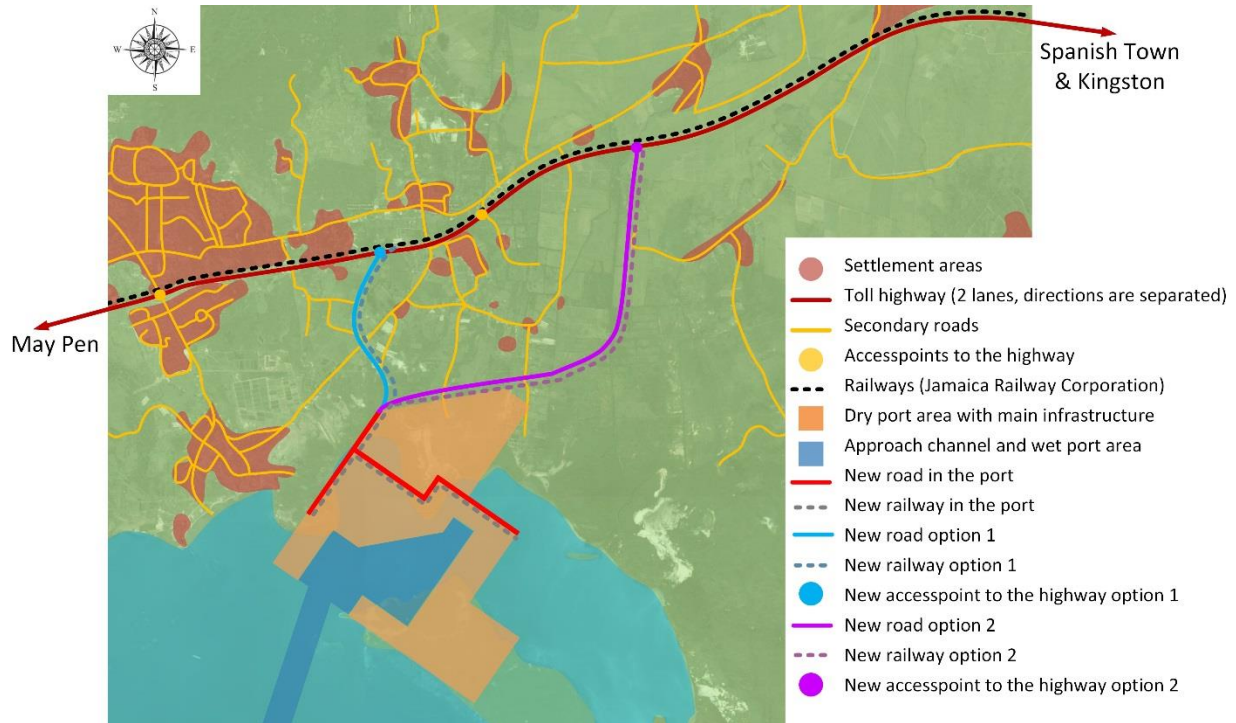 N
W
E
S
Spanish Town
& Kingston
May Pen
Settlement areas
Toll highway (2 lanes, directions are separated)
Secondary roads
Accesspoints to the highway
Railways (Jamaica Railway Corporation)
Dry port area with main infrastructure
Approach channel and wet port area
New road in the port
New railway in the port
New road option 1
New railway option 1
New accesspoint to the highway option 1
New road option 2
New railway option 2
New accesspoint to the highway option 2